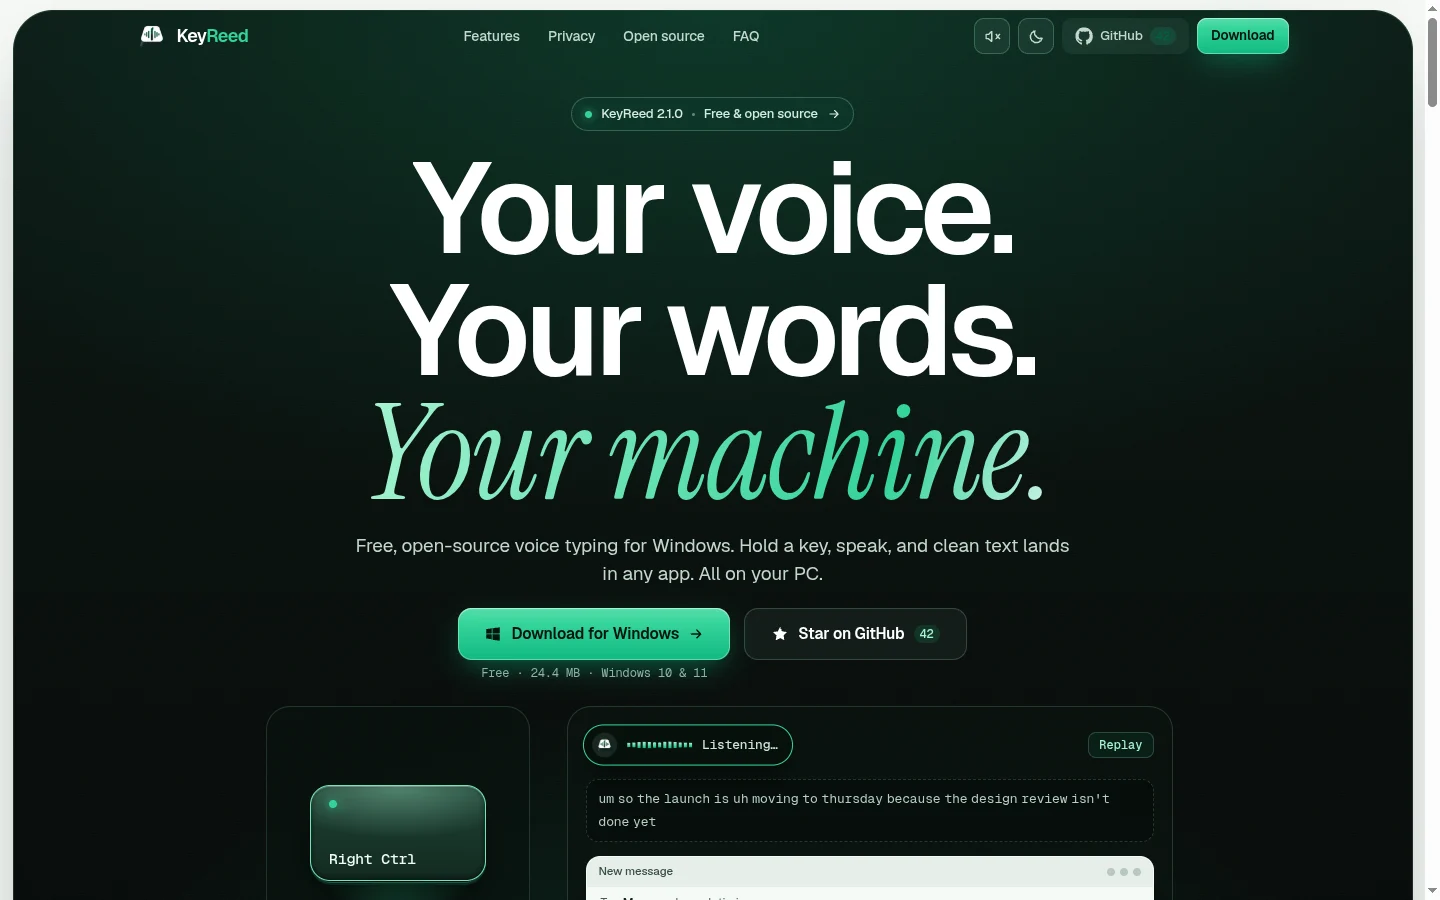 KeyReed
Features
Privacy
Open source
FAQ
GitHub
Download
KeyReed 2.1.0 · Free & open source →
Your voice.
Your words.
Your machine.
Free, open-source voice typing for Windows. Hold a key, speak, and clean text lands
in any app. All on your PC.
Download for Windows →
Star on GitHub 42
Free · 24.4 MB · Windows 10 & 11
Right Ctrl
Listening…
Replay
um so the launch is uh moving to thursday because the design review isn't
done yet
New message